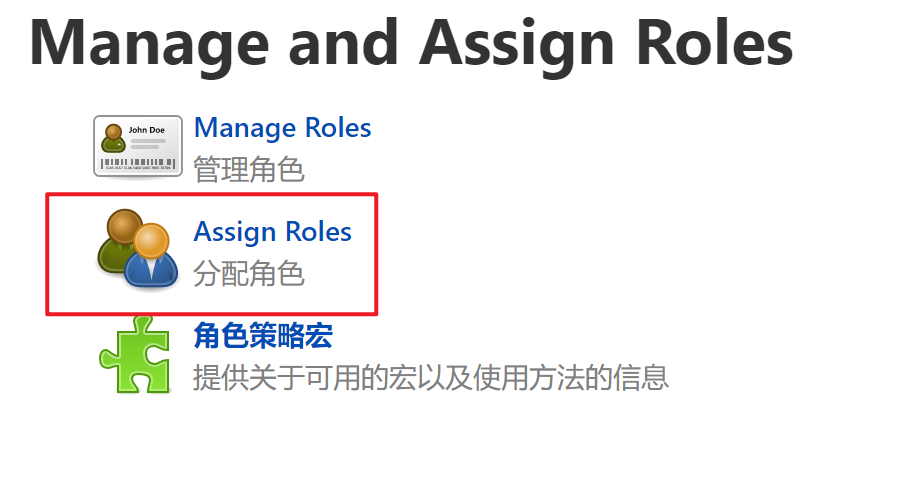 Manage and Assign Roles
John Doe
Manage Roles
管理角色
Assign Roles
分配角色
角色策略宏
提供关于可用的宏以及使用方法的信息